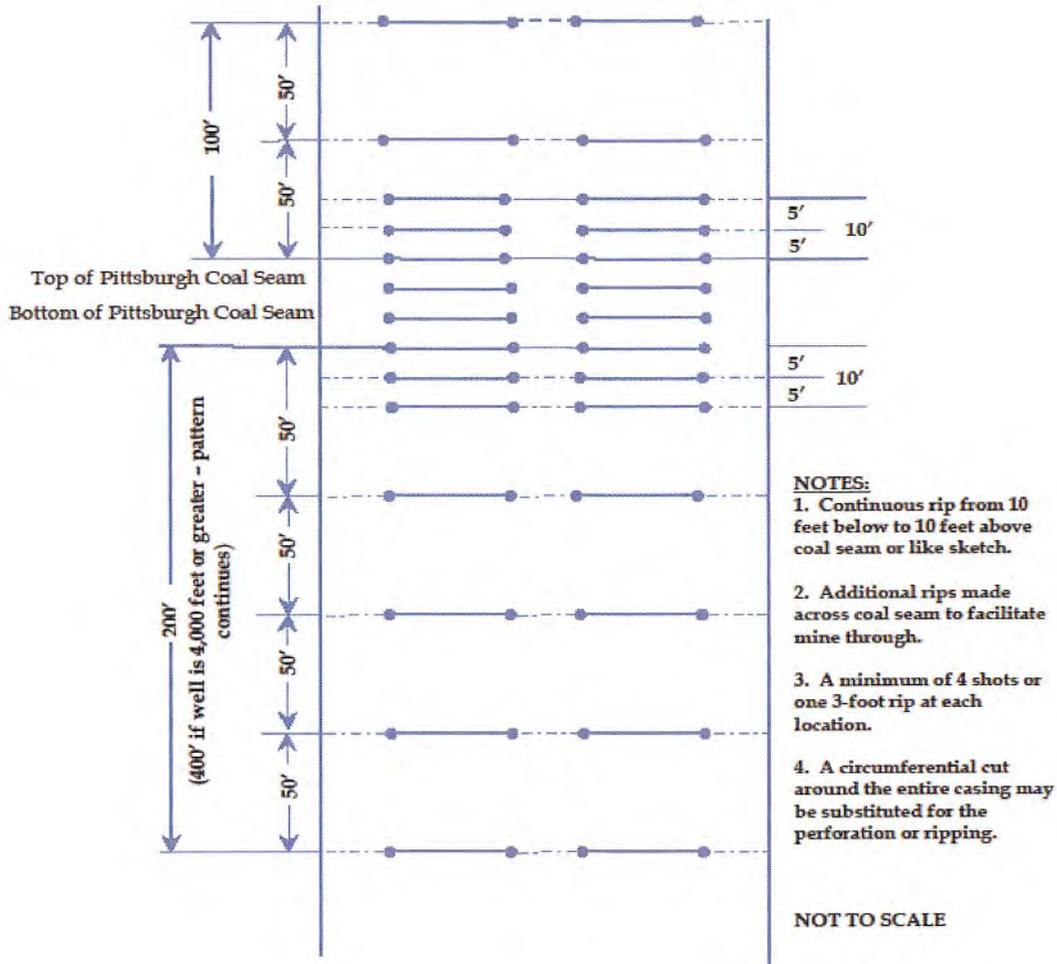 50'
100'
50'
5'
10'
5'
Top of Pittsburgh Coal Seam
Bottom of Pittsburgh Coal Seam
5'
10'
5'
50'
50'
50'
50'
200'
(400' if well is 4,000 feet or greater – pattern
continues)
NOTES:
1. Continuous rip from 10
feet below to 10 feet above
coal seam or like sketch.
2. Additional rips made
across coal seam to facilitate
mine through.
3. A minimum of 4 shots or
one 3-foot rip at each
location.
4. A circumferential cut
around the entire casing may
be substituted for the
perforation or ripping.
NOT TO SCALE